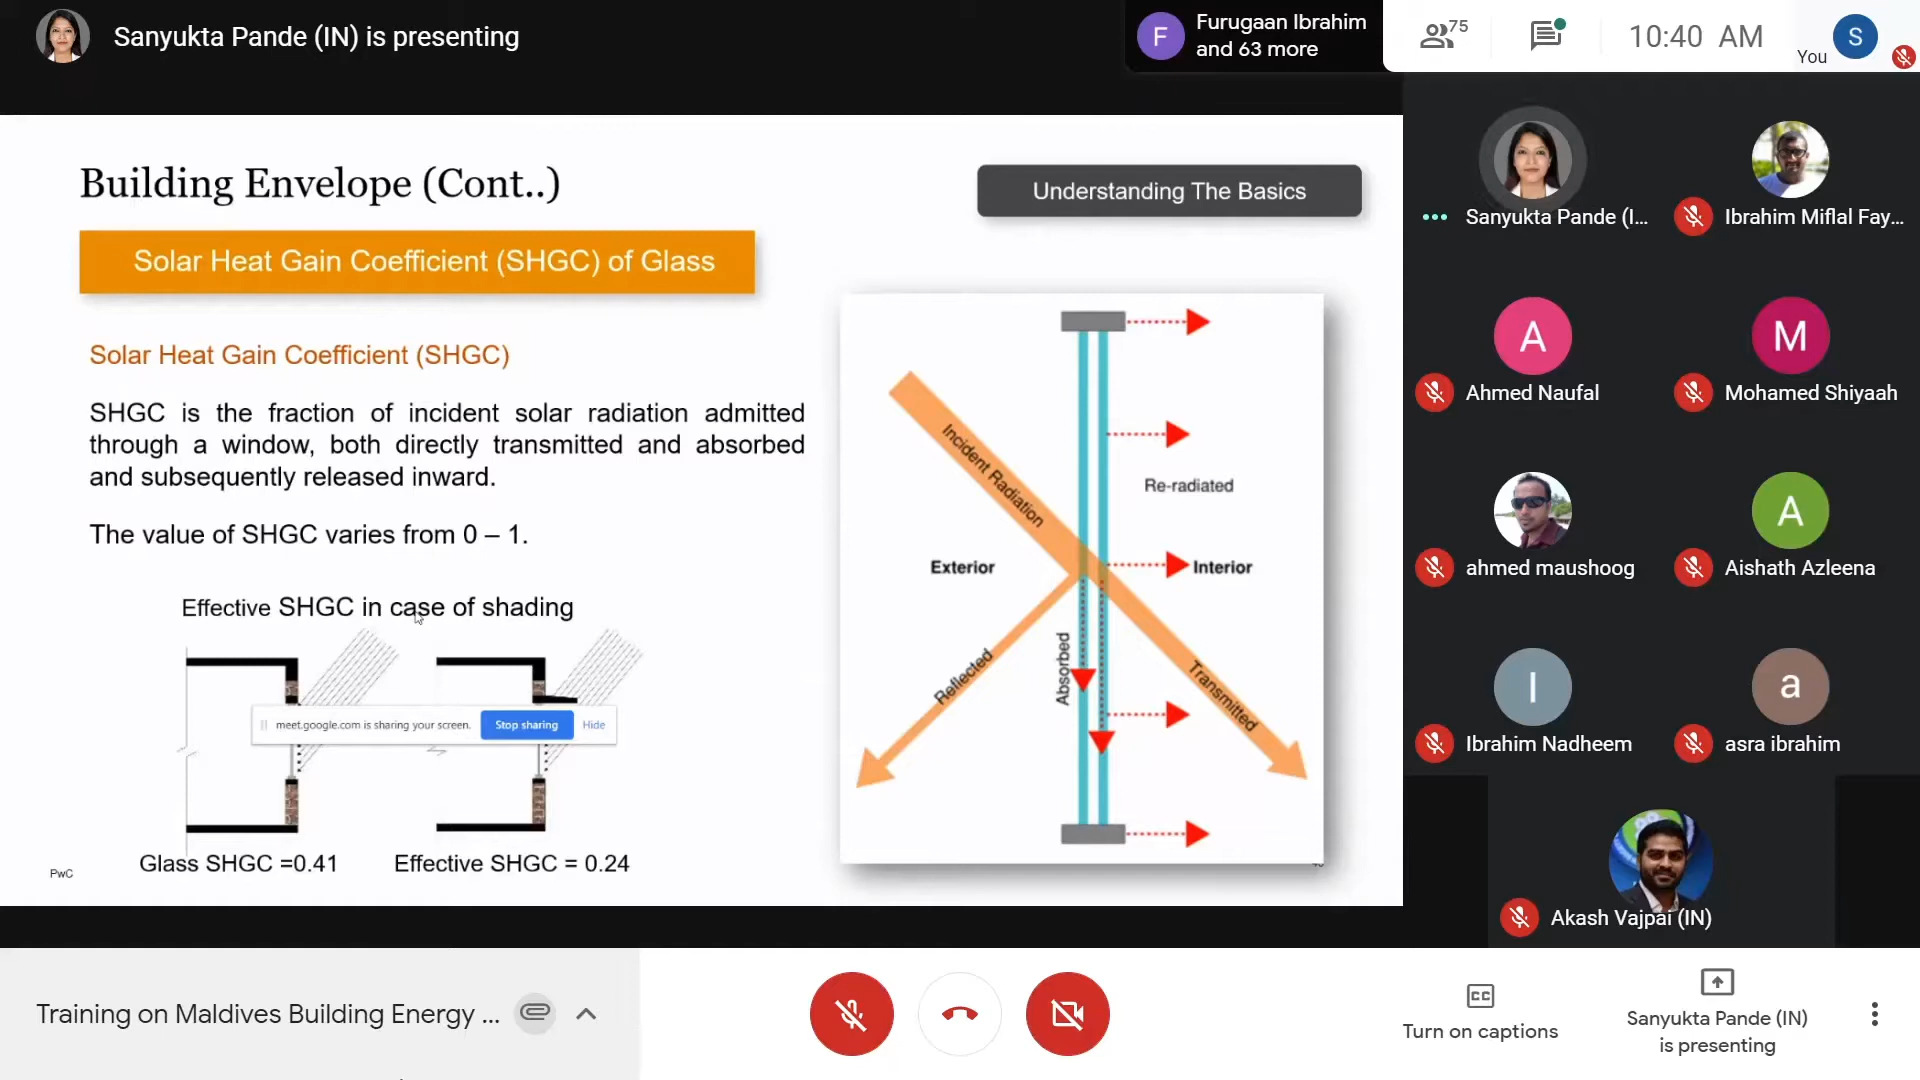 Sanyukta Pande (IN) is presenting
F
Furugaan Ibrahim
and 63 more
75
10:40 AM
You
S
Building Envelope (Cont..)
Understanding The Basics
Solar Heat Gain Coefficient (SHGC) of Glass
Solar Heat Gain Coefficient (SHGC)
SHGC is the fraction of incident solar radiation admitted
through a window, both directly transmitted and absorbed
and subsequently released inward.
The value of SHGC varies from 0 – 1.
Effective SHGC in case of shading
meet.google.com is sharing your screen.
Stop sharing
Hide
Glass SHGC =0.41
Effective SHGC = 0.24
PwC
Incident Radiation
Re-radiated
Exterior
Interior
Reflected
Absorbed
Transmitted
Sanyukta Pande (I...
Ibrahim Miflal Fay...
A
Ahmed Naufal
M
Mohamed Shiyaah
ahmed maushoog
A
Aishath Azleena
I
Ibrahim Nadheem
a
asra ibrahim
Akash Vajpai (IN)
Training on Maldives Building Energy ...
CC
Turn on captions
Sanyukta Pande (IN)
is presenting